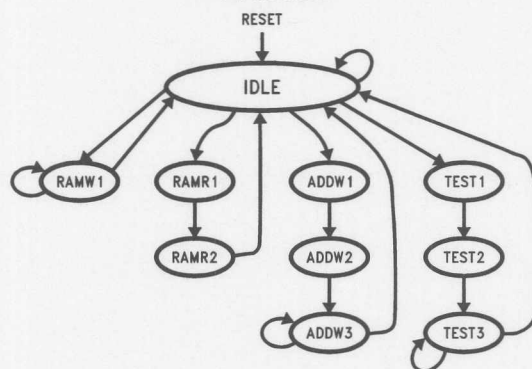 RESET
IDLE
RAMW1 RAMR1 ADDW1 TEST1
RAMR2 ADDW2 TEST2
ADDW3 TEST3